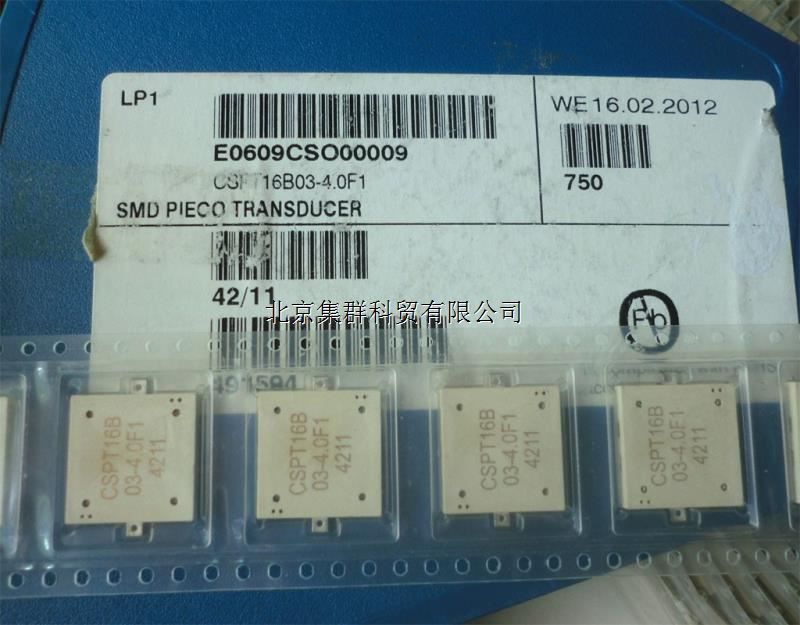 LP1
WE 16.02.2012
E0609CSO00009
750
CSPT16B03-4.0F1
SMD PIECO TRANSDUCER
42/11
北京集群科贸有限公司
Pb
491594
CSPT16B
03-4.0F1
4211
CSPT16B
03-4.0F1
4211
CSPT16B
03-4.0F1
4211
CSPT16B
03-4.0F1
4211